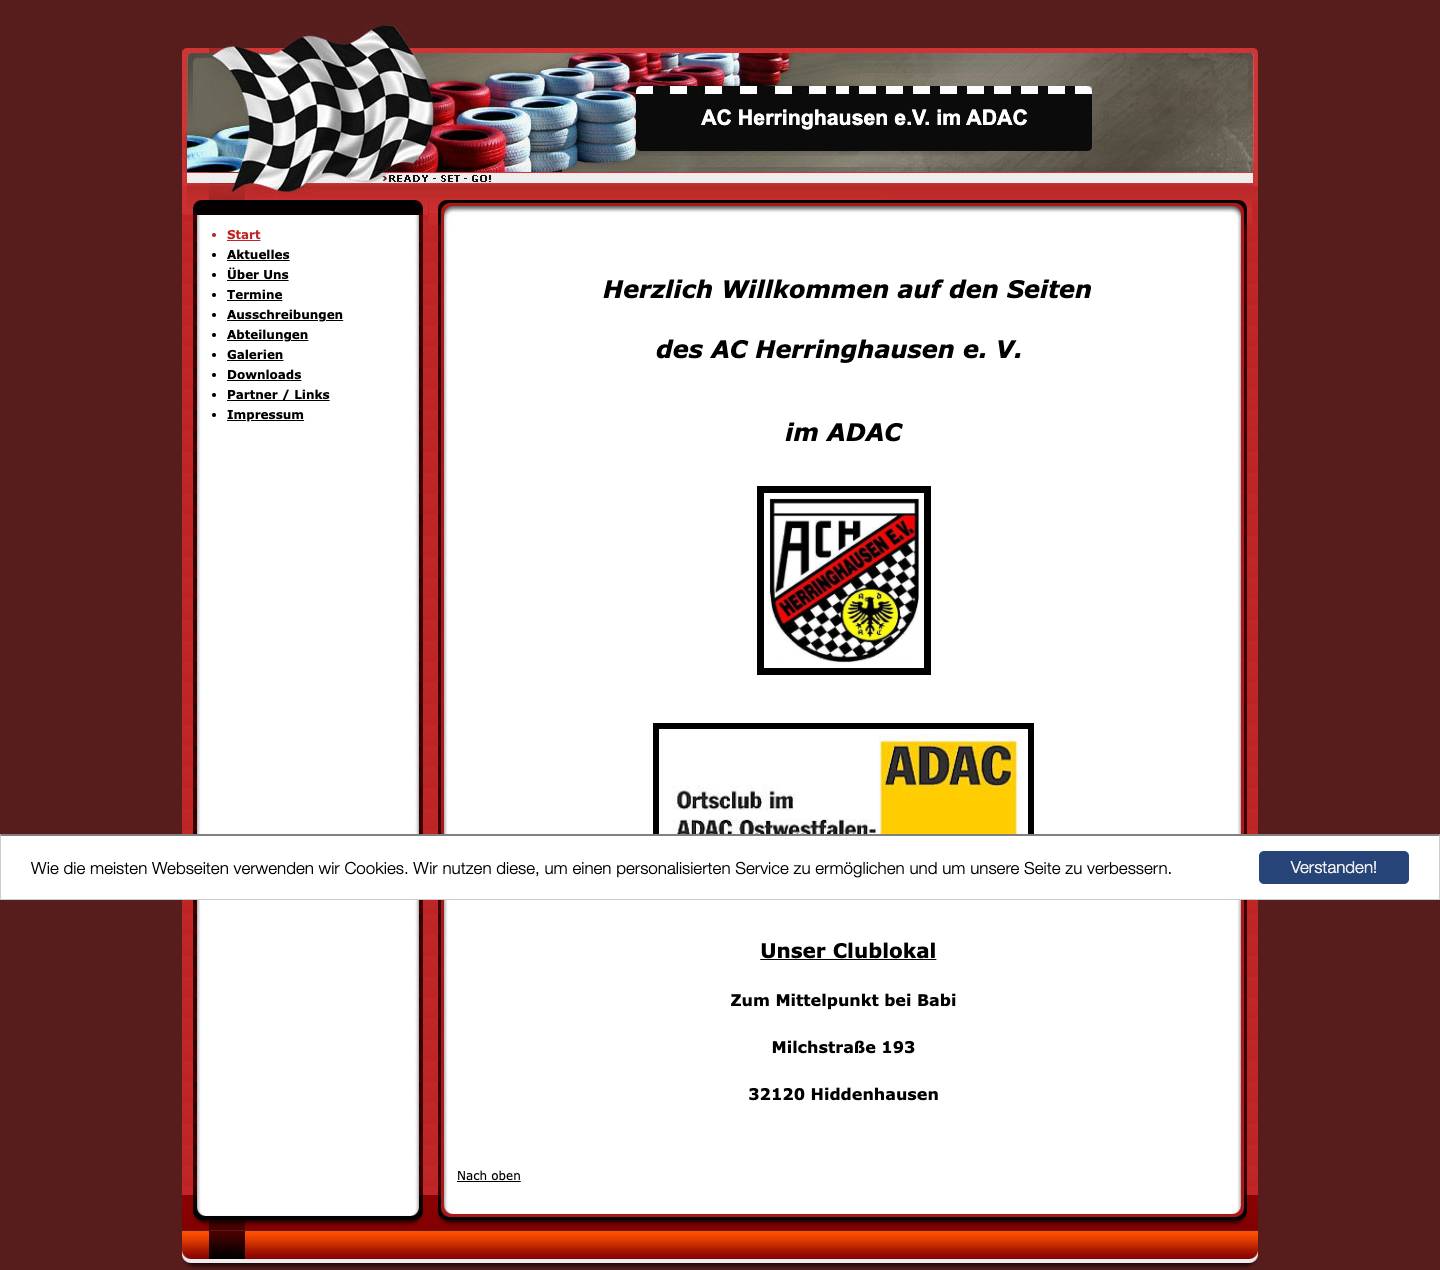 AC Herringhausen e.V. im ADAC
>READY - SET - GO!
Start
Aktuelles
Über Uns
Termine
Ausschreibungen
Abteilungen
Galerien
Downloads
Partner / Links
Impressum
Herzlich Willkommen auf den Seiten
des AC Herringhausen e. V.
im ADAC
ACH
HERRINGHAUSEN E.V.
ADAC
ADAC
Ortsclub im
ADAC Ostwestfalen-
Wie die meisten Webseiten verwenden wir Cookies. Wir nutzen diese, um einen personalisierten Service zu ermöglichen und um unsere Seite zu verbessern.
Verstanden!
Unser Clublokal
Zum Mittelpunkt bei Babi
Milchstraße 193
32120 Hiddenhausen
Nach oben